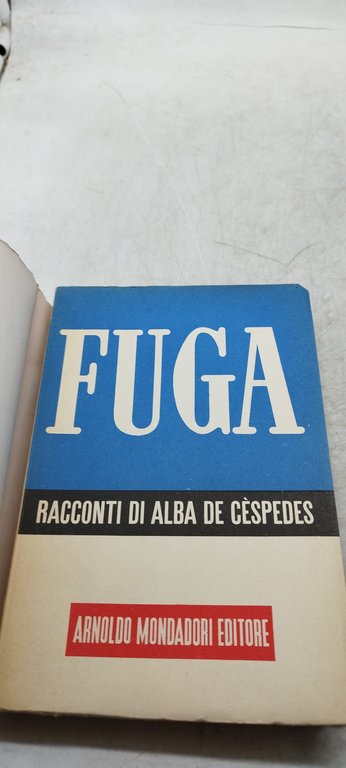 FUGA
RACCONTI DI ALBA DE CÈSPEDES
ARNOLDO MONDADORI EDITORE